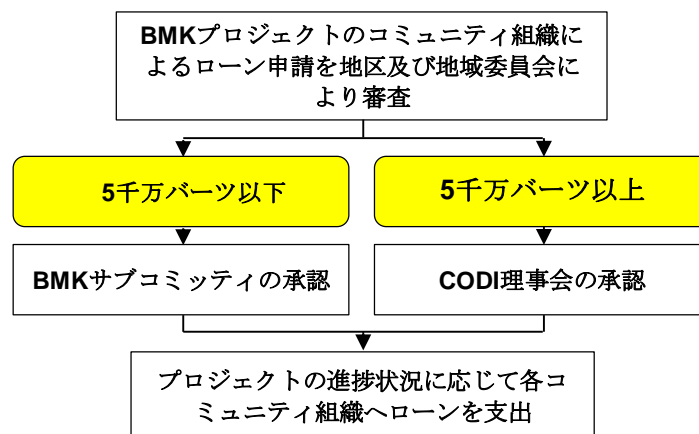 BMKプロジェクトのコミュニティ組織に
よるローン申請を地区及び地域委員会に
より審査
5千万バーツ以下
5千万バーツ以上
BMKサブコミッティの承認
CODI理事会の承認
プロジェクトの進捗状況に応じて各コ
ミュニティ組織へローンを支出